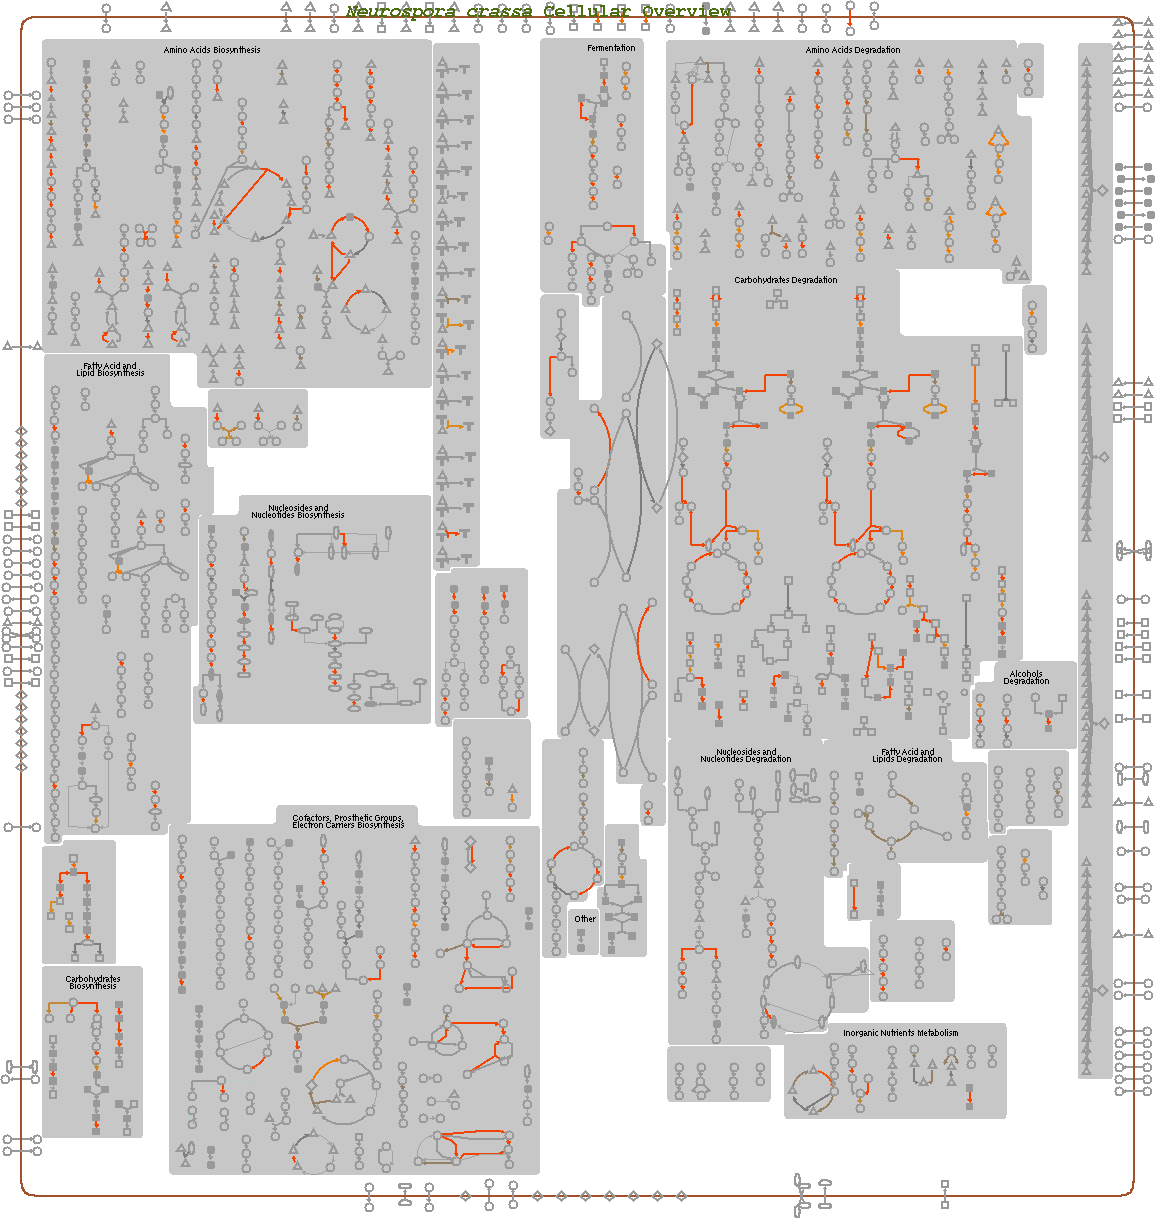 Neurospora crassa Cellular Overview
Amino Acids Biosynthesis
Fermentation
Amino Acids Degradation
Carbohydrates Degradation
Fatty Acid and
Lipid Biosynthesis
Nucleosides and
Nucleotides Biosynthesis
Alcohols
Degradation
Nucleosides and
Nucleotides Degradation
Fatty Acid and
Lipids Degradation
Cofactors, Prosthetic Groups,
Electron Carriers Biosynthesis
Other
Carbohydrates
Biosynthesis
Inorganic Nutrients Metabolism